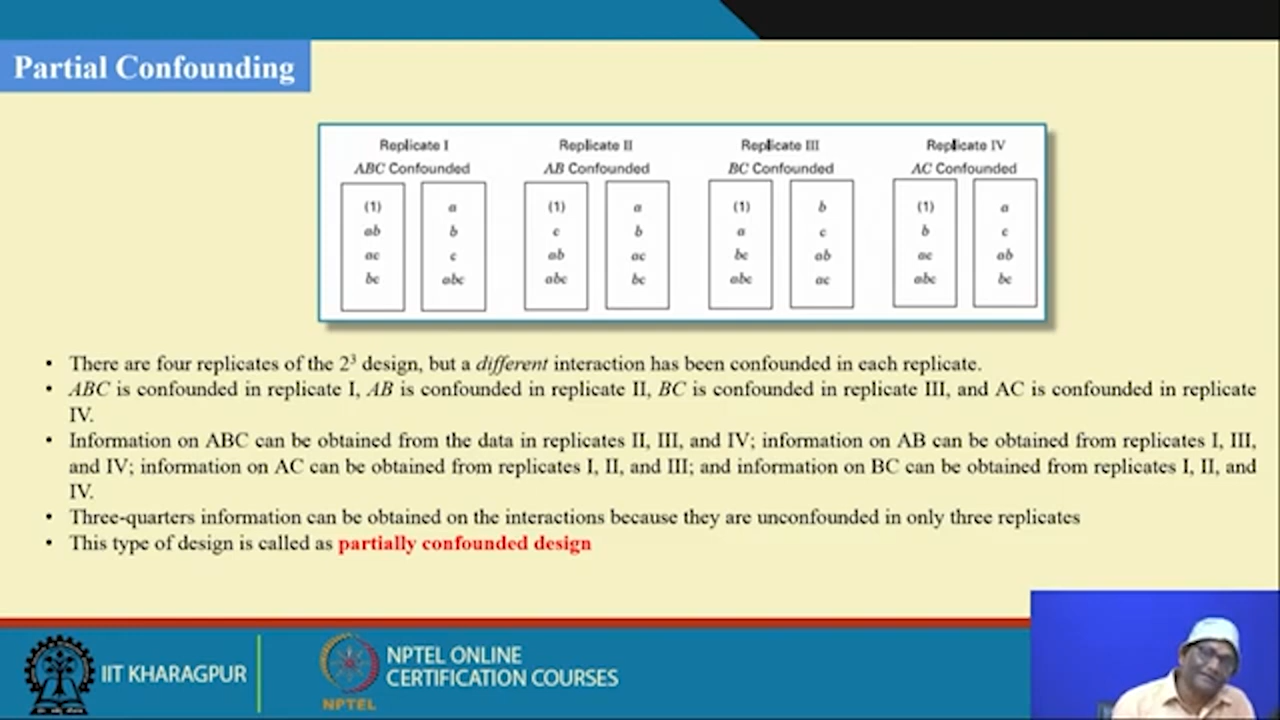 Partial Confounding
Replicate I Replicate II Replicate III Replicate IV
ABC Confounded AB Confounded BC Confounded AC Confounded
(1) a (1) a (1) b (1) a
ab b c b a c b c
ac c ab ac bc ab ac ab
bc abc abc bc abc ac abc bc
• There are four replicates of the 2³ design, but a different interaction has been confounded in each replicate.
• ABC is confounded in replicate I, AB is confounded in replicate II, BC is confounded in replicate III, and AC is confounded in replicate
IV.
• Information on ABC can be obtained from the data in replicates II, III, and IV; information on AB can be obtained from replicates I, III,
and IV; information on AC can be obtained from replicates I, II, and III; and information on BC can be obtained from replicates I, II, and
IV.
• Three-quarters information can be obtained on the interactions because they are unconfounded in only three replicates
• This type of design is called as partially confounded design
IIT KHARAGPUR
NPTEL
NPTEL ONLINE
CERTIFICATION COURSES